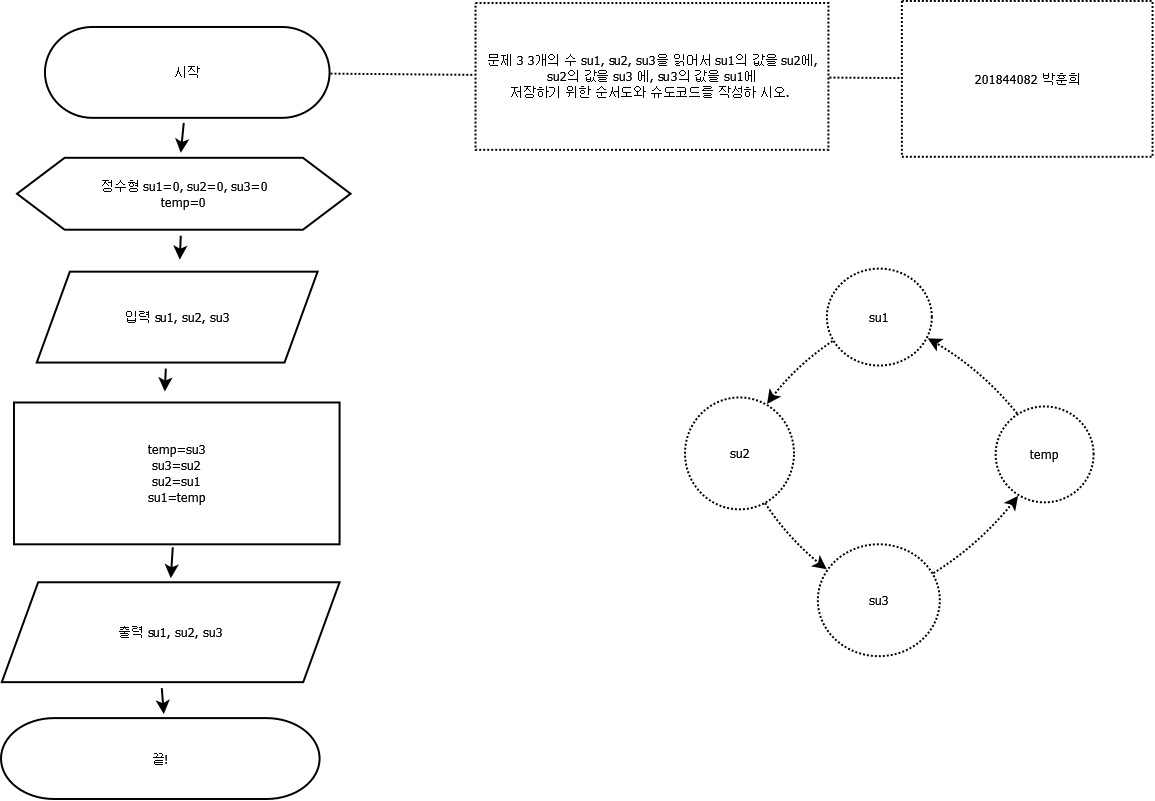 시작
문제 3 3개의 수 su1, su2, su3을 읽어서 su1의 값을 su2에,
su2의 값을 su3 에, su3의 값을 su1에
저장하기 위한 순서도와 슈도코드를 작성하 시오.
201844082 박훈희
정수형 su1=0, su2=0, su3=0
temp=0
입력 su1, su2, su3
temp=su3
su3=su2
su2=su1
su1=temp
출력 su1, su2, su3
끝!
su1
su2
temp
su3